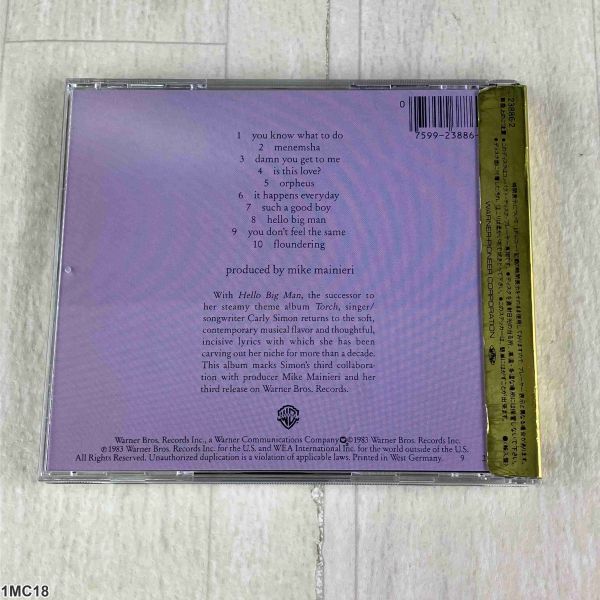 0
7599-23886-
1 you know what to do
2 menemsha
3 damn you get to me
4 is this love?
5 orpheus
6 it happens everyday
7 such a good boy
8 hello big man
9 you don't feel the same
10 floundering
produced by mike mainieri
With Hello Big Man, the successor to
her steamy theme album Torch, singer/
songwriter Carly Simon returns to the soft,
contemporary musical flavor and thoughtful,
incisive lyrics with which she has been
carving out her niche for more than a decade.
This album marks Simon's third collabora-
tion with producer Mike Mainieri and her
third release on Warner Bros. Records.
Warner Bros. Records Inc., a Warner Communications Company ©1983 Warner Bros. Records Inc.
℗1983 Warner Bros. Records Inc. for the U.S. and WEA International Inc. for the world outside of the U.S.
All Rights Reserved. Unauthorized duplication is a violation of applicable laws. Printed in West Germany. 9
23886-2
WARNER-PIONEER CORPORATION
1MC18